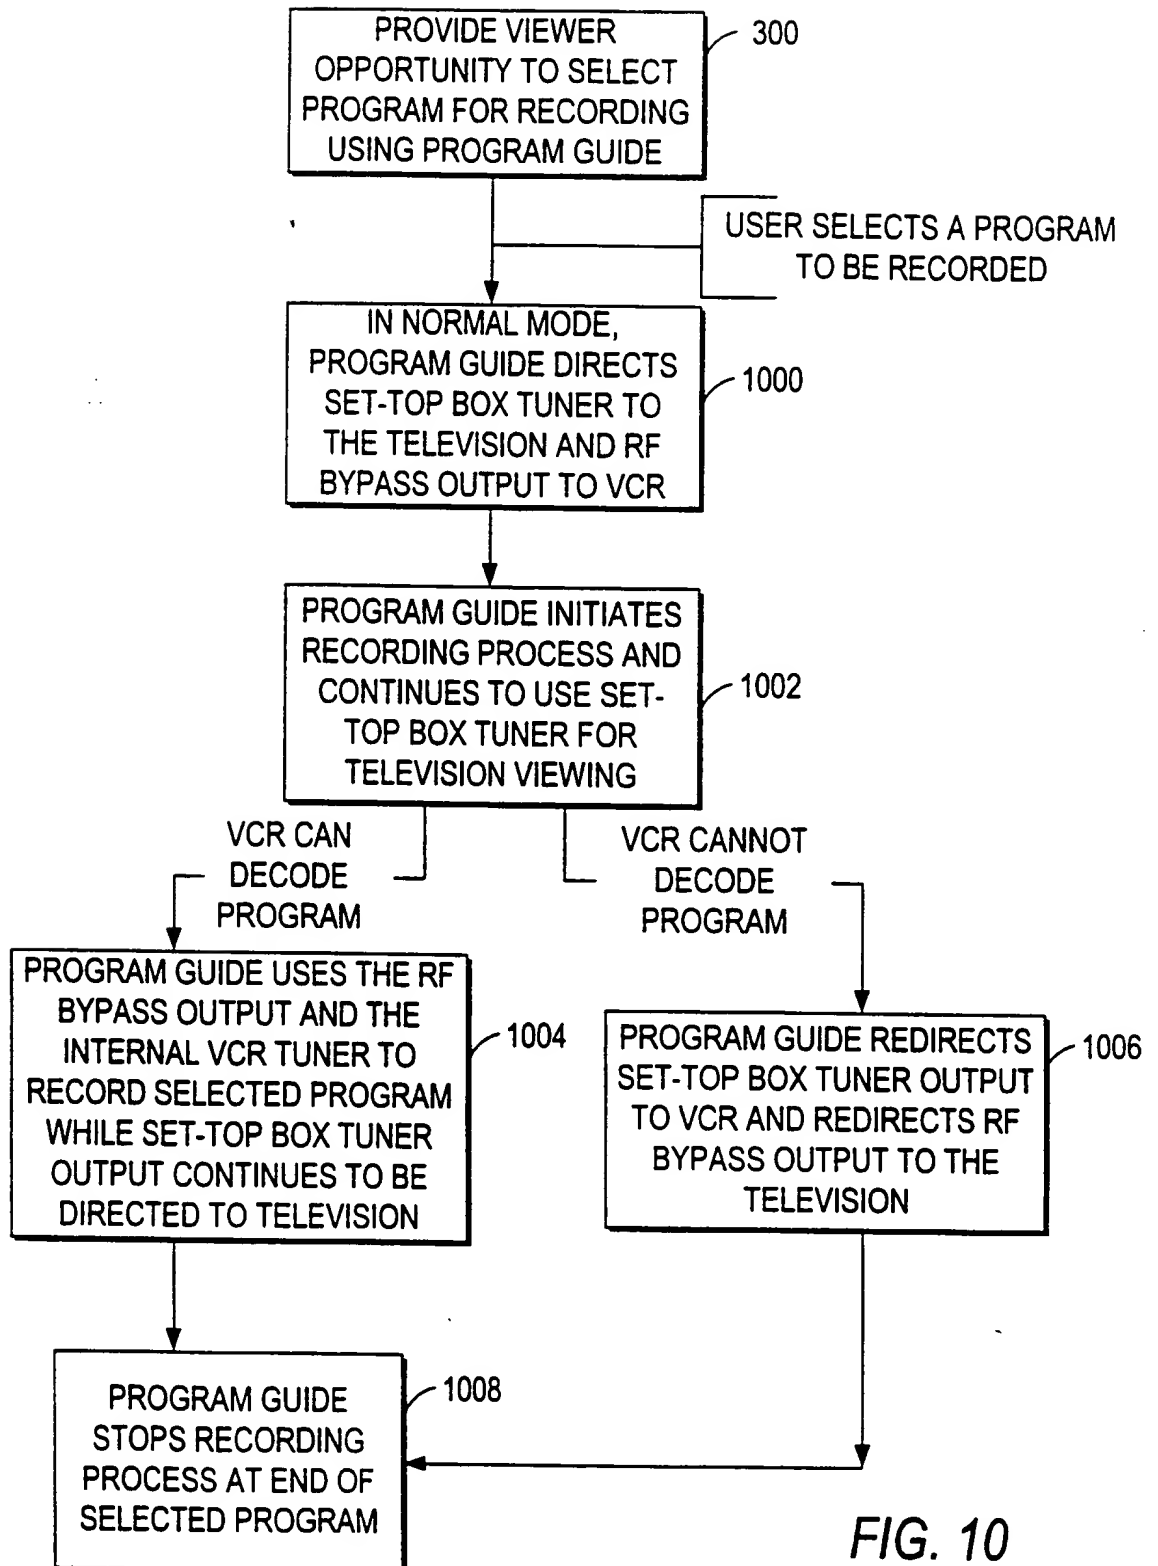 PROVIDE VIEWER
OPPORTUNITY TO SELECT
PROGRAM FOR RECORDING
USING PROGRAM GUIDE
300
USER SELECTS A PROGRAM
TO BE RECORDED
IN NORMAL MODE,
PROGRAM GUIDE DIRECTS
SET-TOP BOX TUNER TO
THE TELEVISION AND RF
BYPASS OUTPUT TO VCR
1000
PROGRAM GUIDE INITIATES
RECORDING PROCESS AND
CONTINUES TO USE SET-
TOP BOX TUNER FOR
TELEVISION VIEWING
1002
VCR CAN
DECODE
PROGRAM
VCR CANNOT
DECODE
PROGRAM
PROGRAM GUIDE USES THE RF
BYPASS OUTPUT AND THE
INTERNAL VCR TUNER TO
RECORD SELECTED PROGRAM
WHILE SET-TOP BOX TUNER
OUTPUT CONTINUES TO BE
DIRECTED TO TELEVISION
1004
PROGRAM GUIDE REDIRECTS
SET-TOP BOX TUNER OUTPUT
TO VCR AND REDIRECTS RF
BYPASS OUTPUT TO THE
TELEVISION
1006
PROGRAM GUIDE
STOPS RECORDING
PROCESS AT END OF
SELECTED PROGRAM
1008
FIG. 10